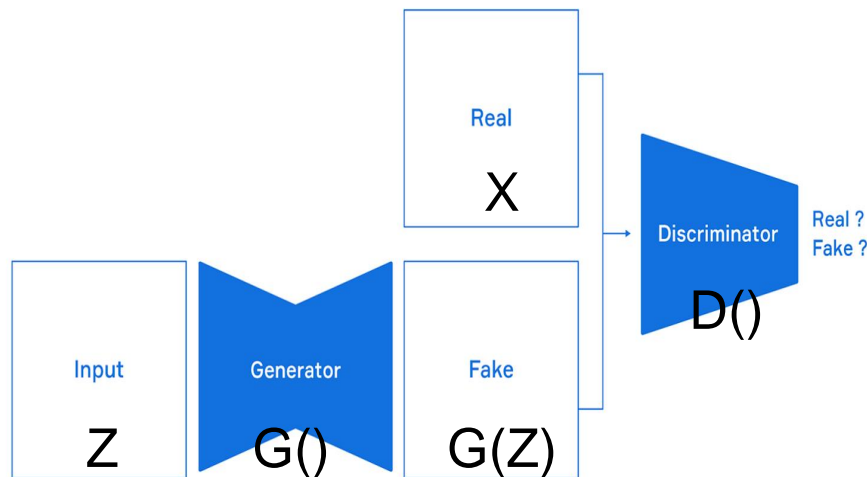 Real
X
Discriminator
D()
Real ?
Fake ?
Input
Z
Generator
G()
Fake
G(Z)